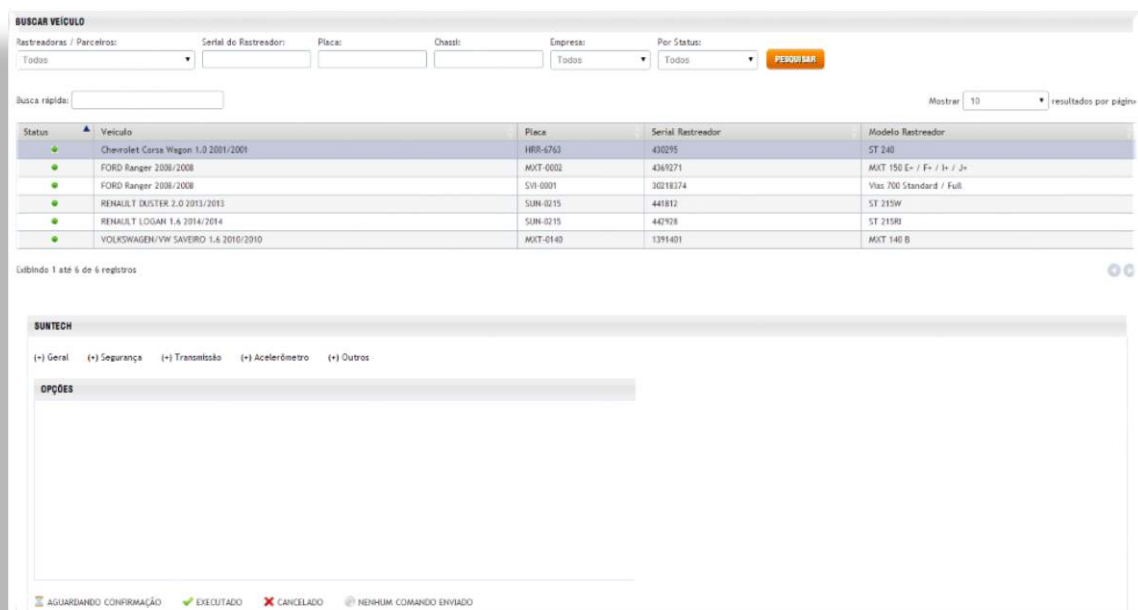 BUSCAR VEÍCULO
Rastreadoras / Parceiros: Serial do Rastreador: Placa: Chassi: Empresa: Por Status:
Todos Todos Todos PESQUISAR
Busca rápida: Mostrar 10 resultados por página
Status Veículo Placa Serial Rastreador Modelo Rastreador
Chevrolet Corsa Wagon 1.0 2001/2001 HRR-6763 430295 ST 240
FORD Ranger 2008/2008 MXT-0002 4369271 MXT 150 E+ / F+ / I+ / J+
FORD Ranger 2008/2008 SVI-0001 30218374 Vias 700 Standard / Full
RENAULT DUSTER 2.0 2013/2013 SUN-0215 441812 ST 215W
RENAULT LOGAN 1.6 2014/2014 SUN-0215 442928 ST 215RI
VOLKSWAGEN/VW SAVEIRO 1.6 2010/2010 MXT-0140 1391401 MXT 140 B
Exibindo 1 até 6 de 6 registros
SUNTECH
(+) Geral (+) Segurança (+) Transmissão (+) Acelerômetro (+) Outros
OPÇÕES
AGUARDANDO CONFIRMAÇÃO EXECUTADO CANCELADO NENHUM COMANDO ENVIADO